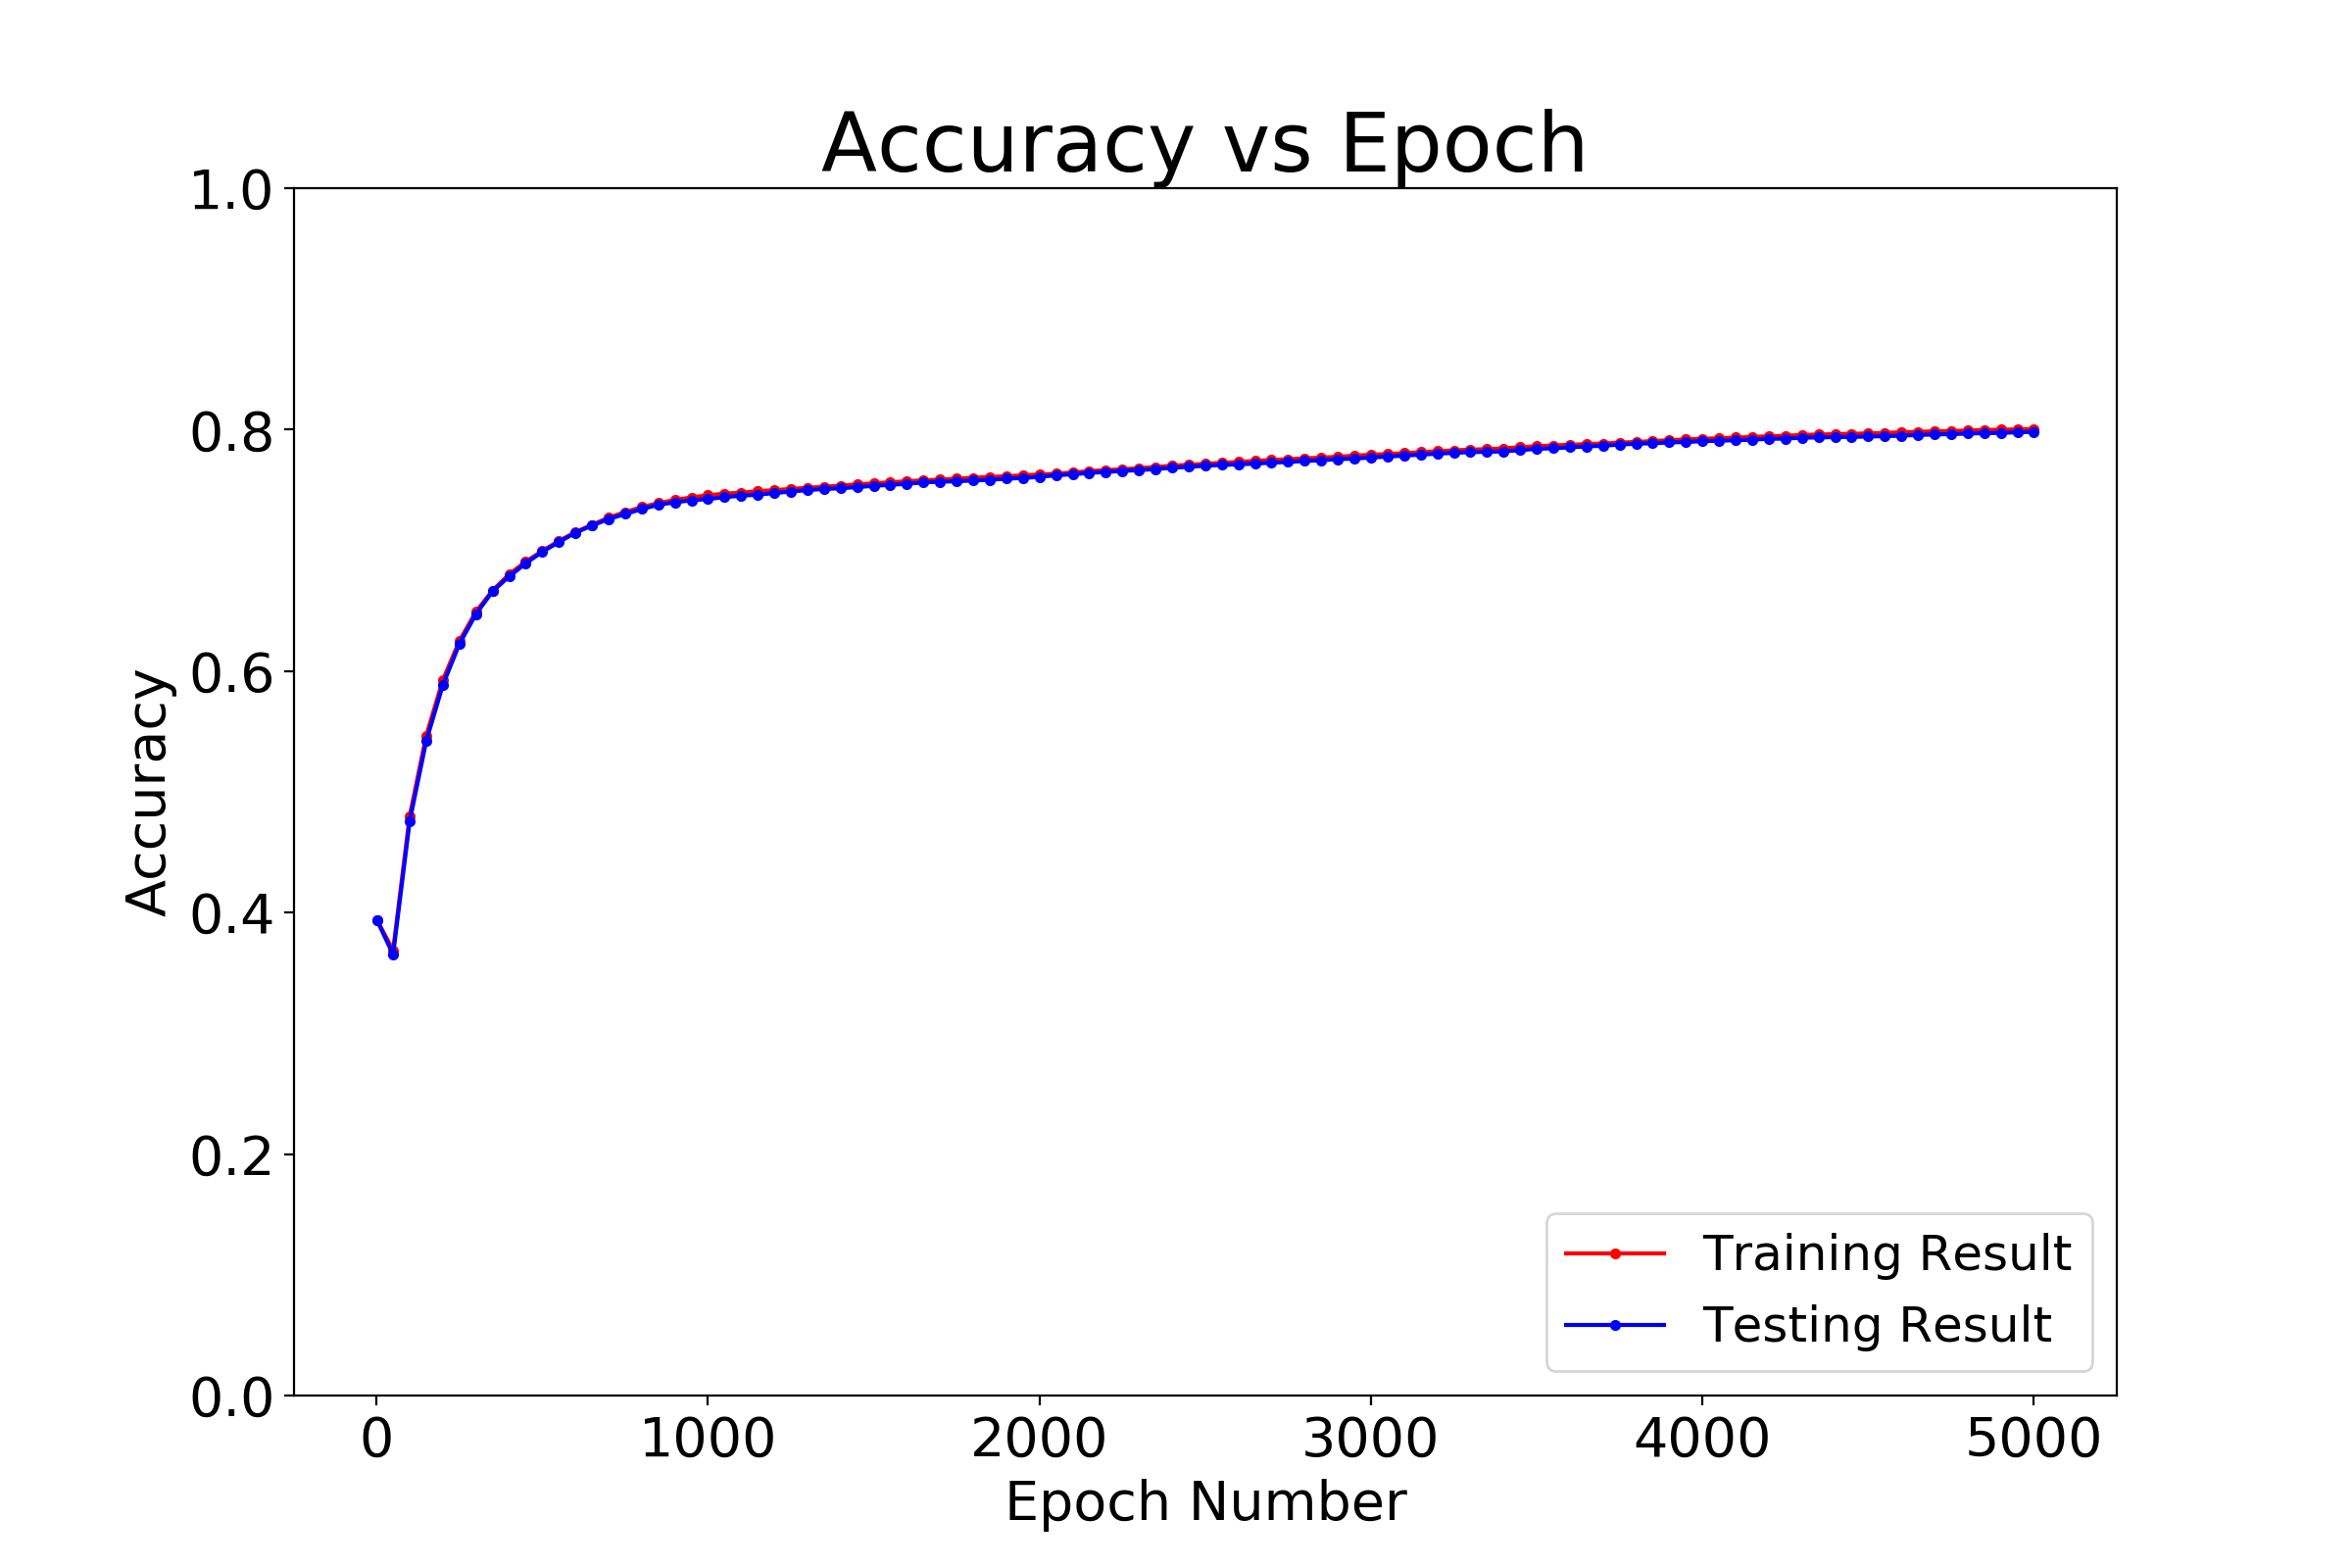 Accuracy vs Epoch
1.0
0.8
0.6
0.4
0.2
0.0
Accuracy
0 1000 2000 3000 4000 5000
Epoch Number
Training Result
Testing Result